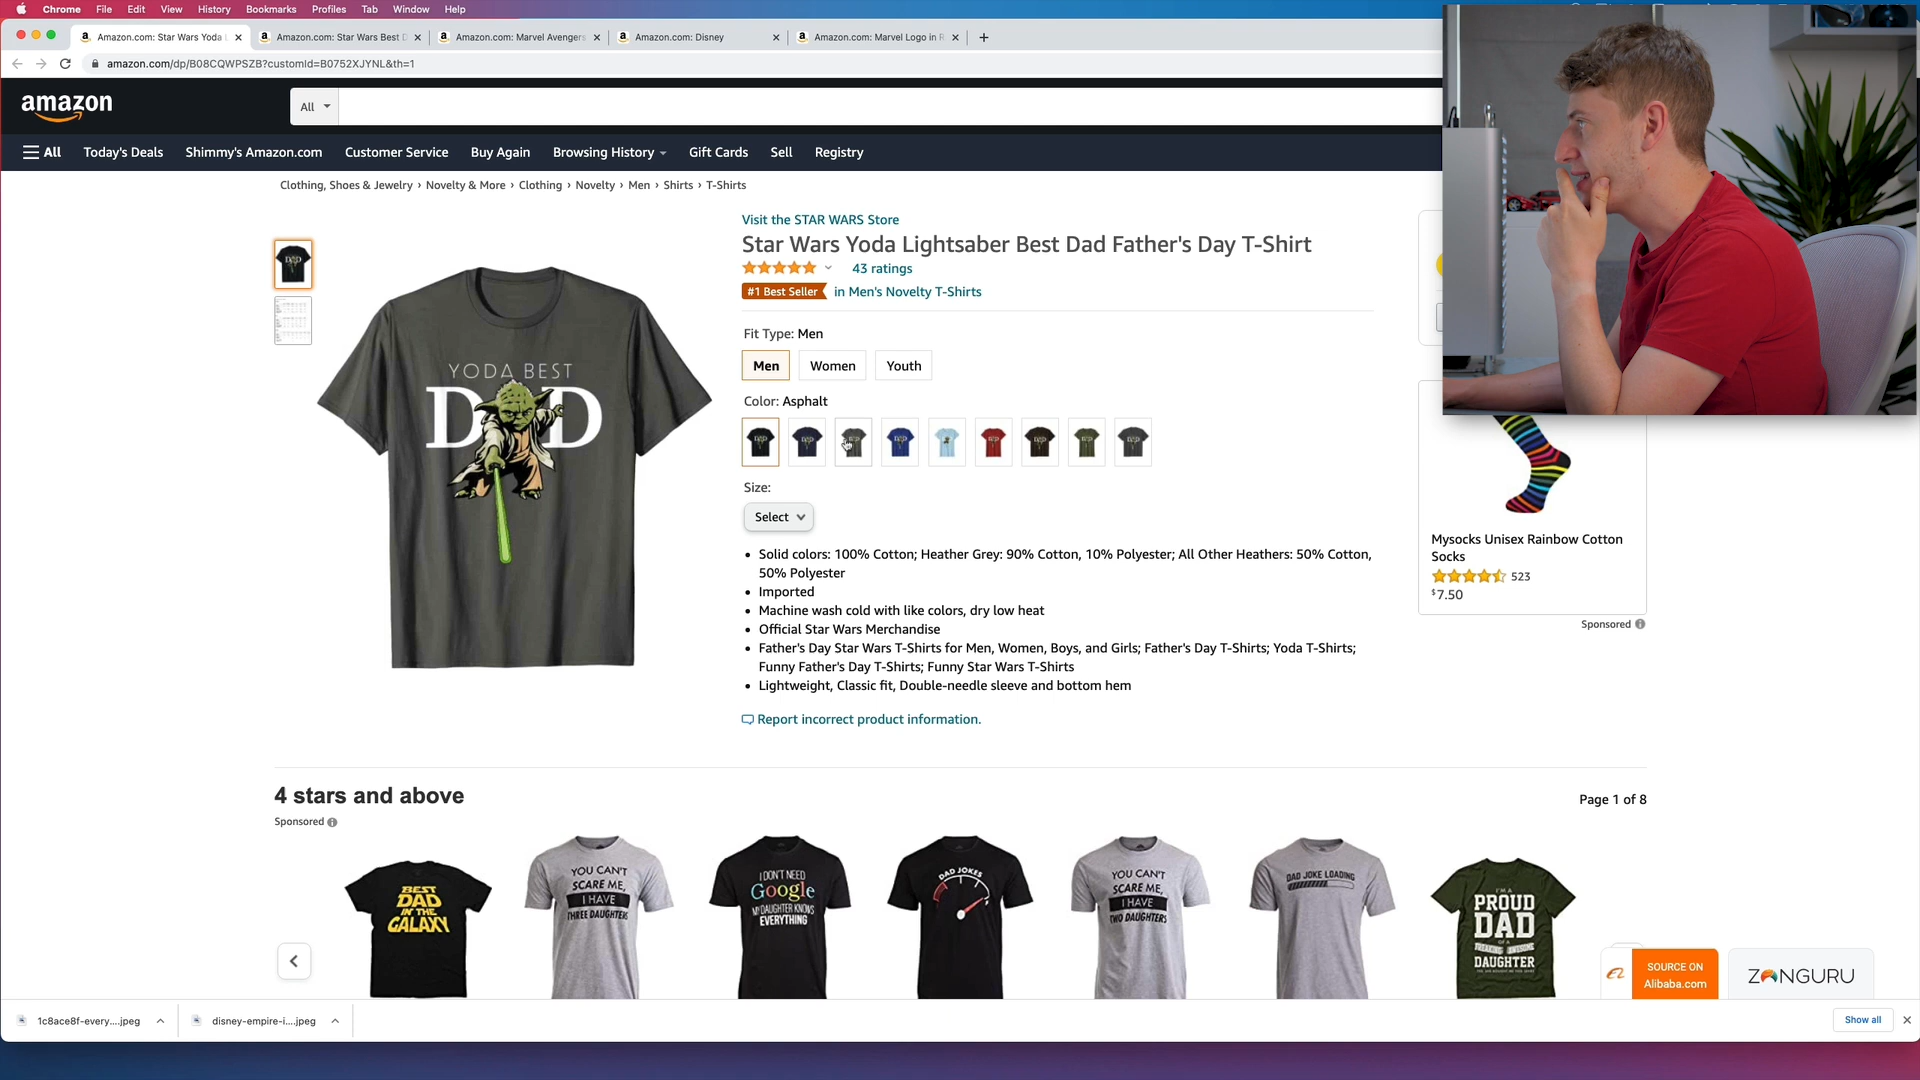 Chrome File Edit View History Bookmarks Profiles Tab Window Help
Amazon.com: Star Wars Yoda Amazon.com: Star Wars Best Amazon.com: Marvel Avengers Amazon.com: Disney Amazon.com: Marvel Logo in
amazon.com/dp/B08CQWPSZB?customId=B0752XJYNL&th=1
amazon
All
All Today's Deals Shimmy's Amazon.com Customer Service Buy Again Browsing History Gift Cards Sell Registry
Clothing, Shoes & Jewelry › Novelty & More › Clothing › Novelty › Men › Shirts › T-Shirts
Visit the STAR WARS Store
Star Wars Yoda Lightsaber Best Dad Father's Day T-Shirt
43 ratings
#1 Best Seller in Men's Novelty T-Shirts
Fit Type: Men
Men Women Youth
Color: Asphalt
Size:
Select
• Solid colors: 100% Cotton; Heather Grey: 90% Cotton, 10% Polyester; All Other Heathers: 50% Cotton,
50% Polyester
• Imported
• Machine wash cold with like colors, dry low heat
• Official Star Wars Merchandise
• Father's Day Star Wars T-Shirts for Men, Women, Boys, and Girls; Father's Day T-Shirts; Yoda T-Shirts;
Funny Father's Day T-Shirts; Funny Star Wars T-Shirts
• Lightweight, Classic fit, Double-needle sleeve and bottom hem
Report incorrect product information.
YODA BEST
DAD
Mysocks Unisex Rainbow Cotton
Socks
523
$7.50
Sponsored
4 stars and above
Page 1 of 8
Sponsored
BEST
DAD
IN THE
GALAXY
YOU CAN'T
SCARE ME,
I HAVE
THREE DAUGHTERS
I DON'T NEED
Google
MY DAUGHTER KNOWS
EVERYTHING
DAD JOKES
YOU CAN'T
SCARE ME,
I HAVE
TWO DAUGHTERS
DAD JOKE LOADING
I'M A
PROUD
DAD
OF A
FREAKING AWESOME
DAUGHTER
SOURCE ON
Alibaba.com
ZONGURU
1c8ace8f-every....jpeg disney-empire-i....jpeg
Show all